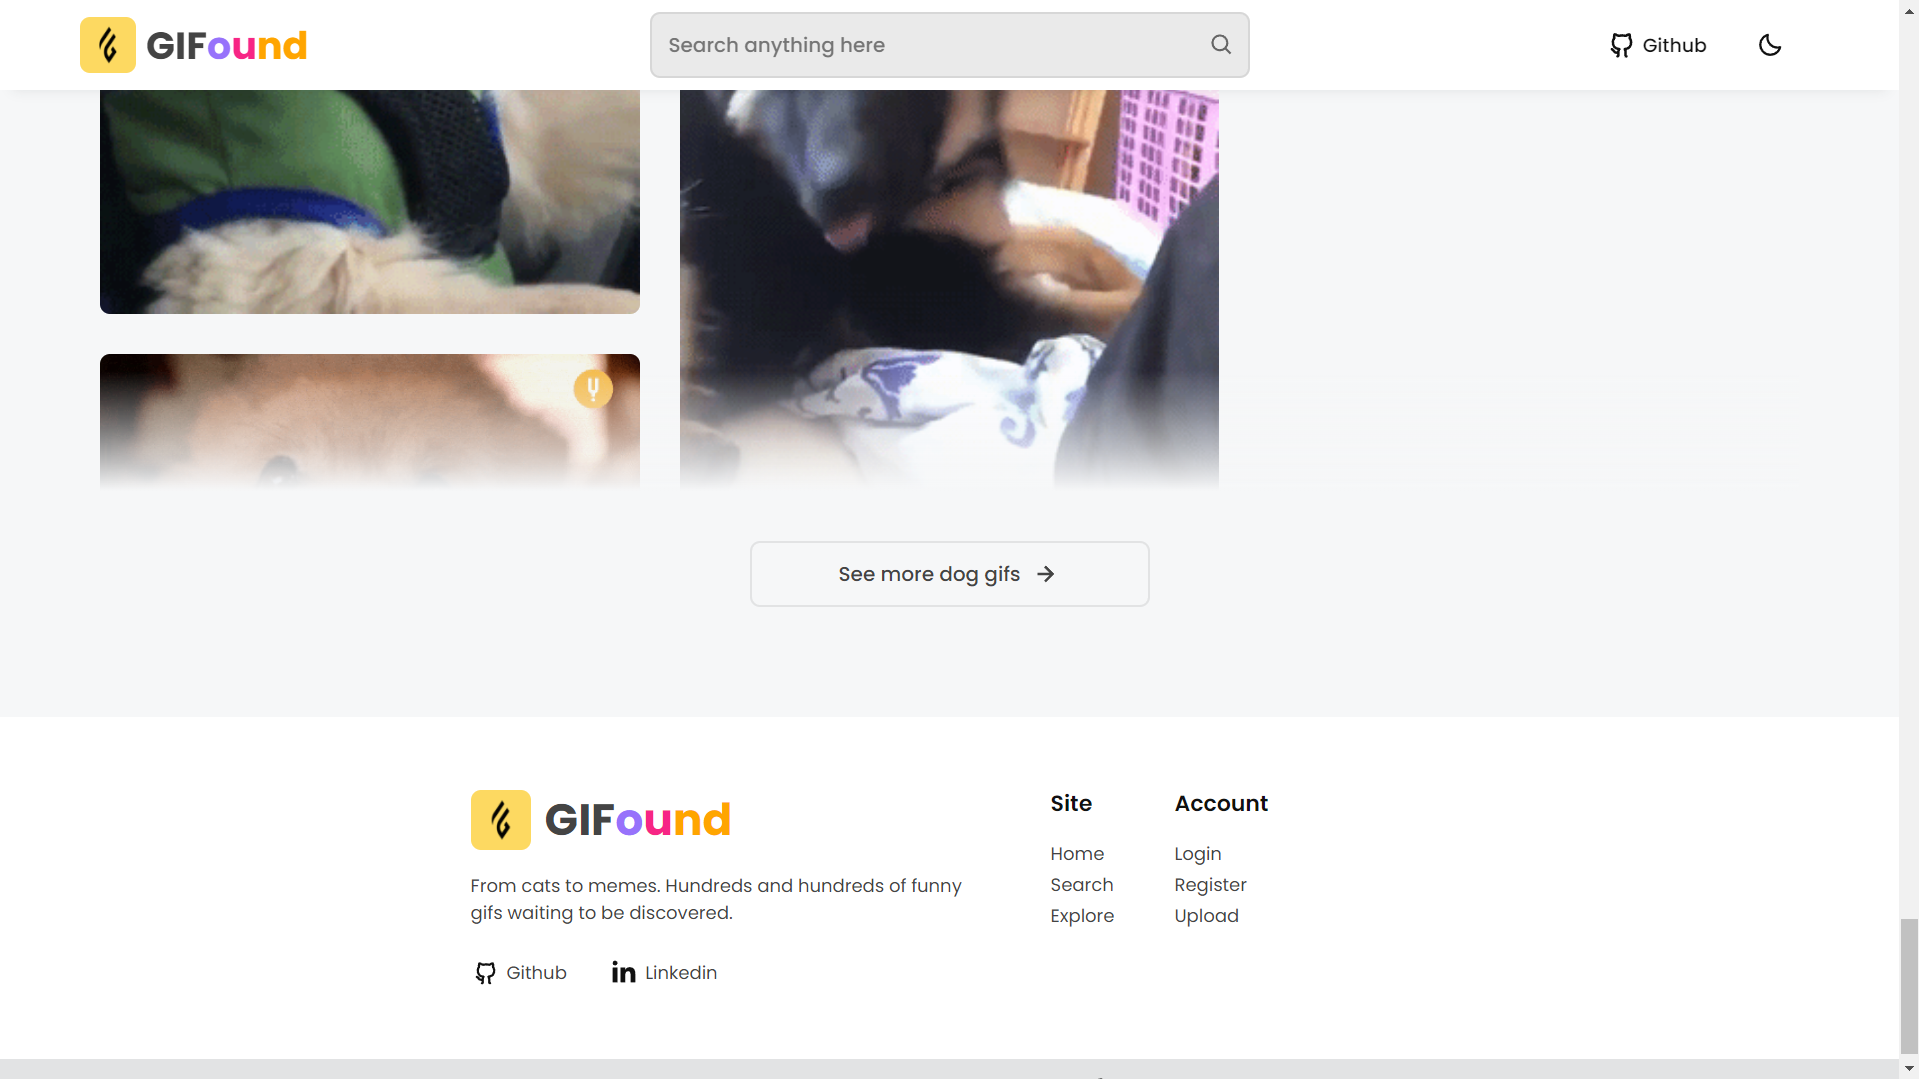 GIFound
Search anything here
Github
See more dog gifs
GIFound
From cats to memes. Hundreds and hundreds of funny
gifs waiting to be discovered.
Github
Linkedin
Site
Home
Search
Explore
Account
Login
Register
Upload